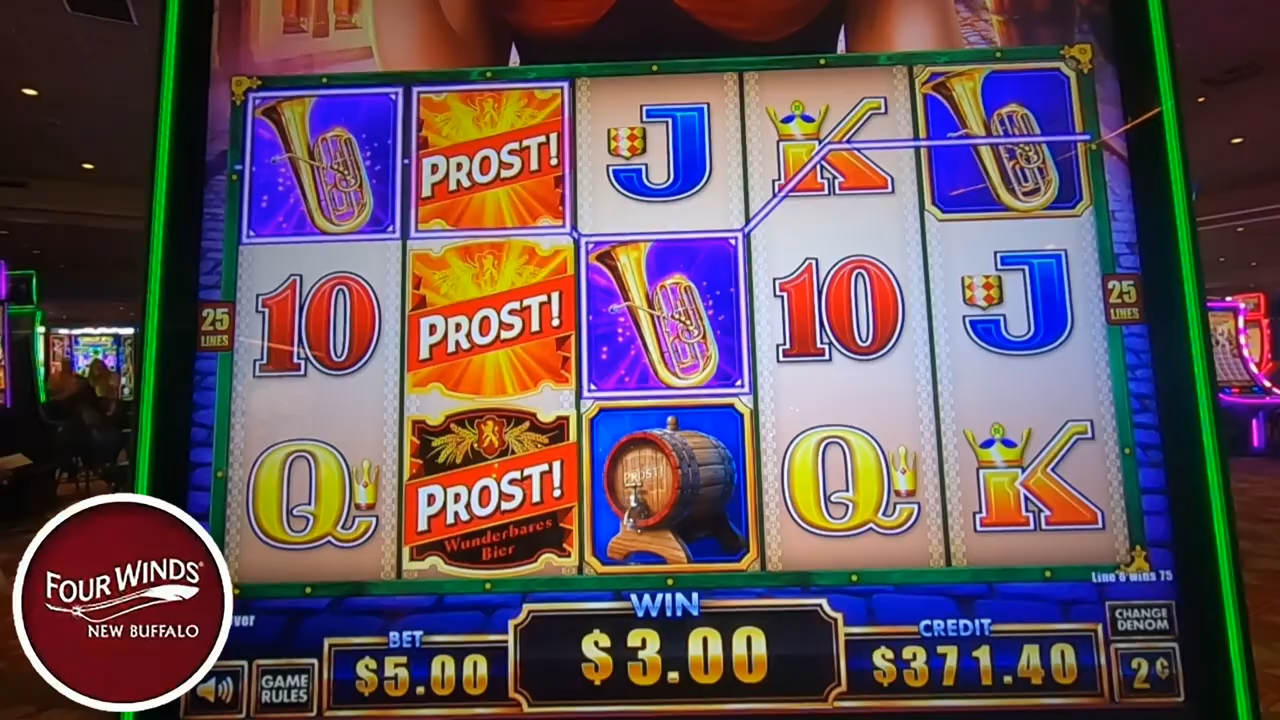 PROST!
J
K
25
LINES
10
PROST!
10
J
25
LINES
Q
PROST!
Wunderbares
Bier
PROST!
Q
K
Line 6 wins 75
FOUR WINDS®
NEW BUFFALO
WIN
CHANGE
DENOM
BET
CREDIT
GAME
RULES
$5.00
$3.00
$371.40
2¢